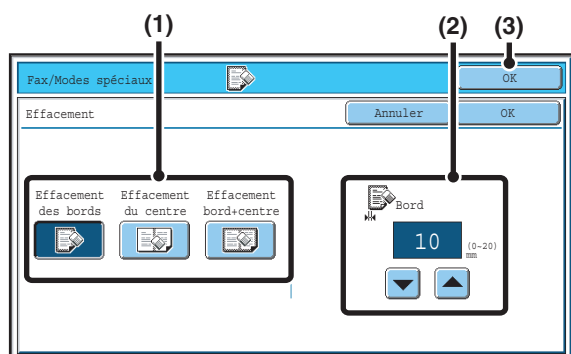 (1) (2) (3)
Fax/Modes spéciaux OK
Effacement Annuler OK
Effacement Effacement Effacement
des bords du centre bord+centre
Bord
10 (0~20)
mm